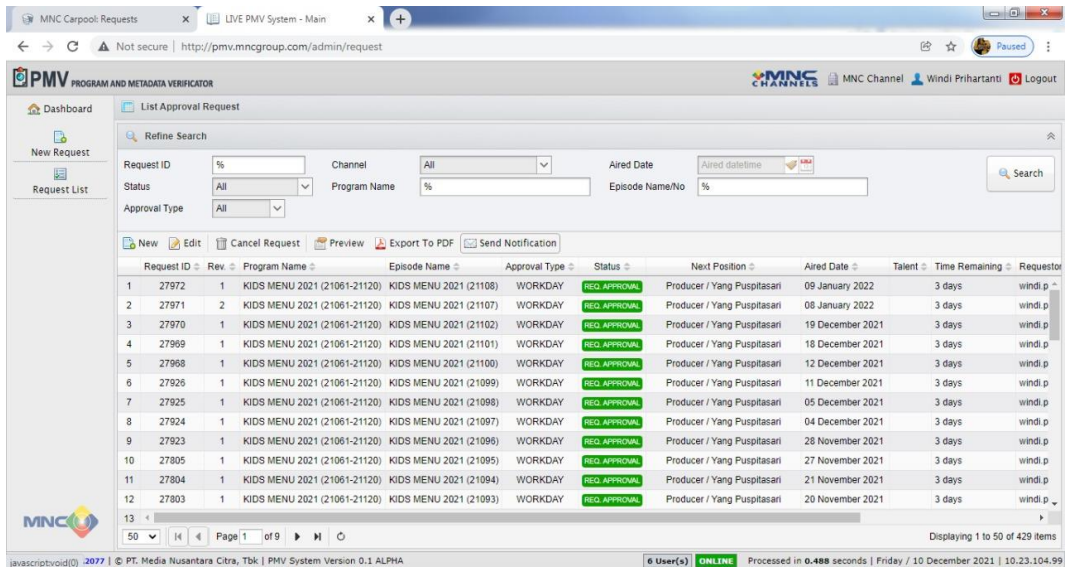 MNC Carpool: Requests × LIVE PMV System - Main × +
Not secure | http://pmv.mncgroup.com/admin/request Paused
PMV PROGRAM AND METADATA VERIFICATOR MNC CHANNELS MNC Channel Windi Prihartanti Logout
Dashboard List Approval Request
Refine Search
New Request
Request ID % Channel All Aired Date Aired datetime
Search
Request List
Status All Program Name % Episode Name/No %
Approval Type All
New Edit Cancel Request Preview Export To PDF Send Notification
Request ID Rev. Program Name Episode Name Approval Type Status Next Position Aired Date Talent Time Remaining Requestor
1 27972 1 KIDS MENU 2021 (21061-21120) KIDS MENU 2021 (21108) WORKDAY REQ. APPROVAL Producer / Yang Puspitasari 09 January 2022 3 days windi.p
2 27971 2 KIDS MENU 2021 (21061-21120) KIDS MENU 2021 (21107) WORKDAY REQ. APPROVAL Producer / Yang Puspitasari 08 January 2022 3 days windi.p
3 27970 1 KIDS MENU 2021 (21061-21120) KIDS MENU 2021 (21102) WORKDAY REQ. APPROVAL Producer / Yang Puspitasari 19 December 2021 3 days windi.p
4 27969 1 KIDS MENU 2021 (21061-21120) KIDS MENU 2021 (21101) WORKDAY REQ. APPROVAL Producer / Yang Puspitasari 18 December 2021 3 days windi.p
5 27968 1 KIDS MENU 2021 (21061-21120) KIDS MENU 2021 (21100) WORKDAY REQ. APPROVAL Producer / Yang Puspitasari 12 December 2021 3 days windi.p
6 27926 1 KIDS MENU 2021 (21061-21120) KIDS MENU 2021 (21099) WORKDAY REQ. APPROVAL Producer / Yang Puspitasari 11 December 2021 3 days windi.p
7 27925 1 KIDS MENU 2021 (21061-21120) KIDS MENU 2021 (21098) WORKDAY REQ. APPROVAL Producer / Yang Puspitasari 05 December 2021 3 days windi.p
8 27924 1 KIDS MENU 2021 (21061-21120) KIDS MENU 2021 (21097) WORKDAY REQ. APPROVAL Producer / Yang Puspitasari 04 December 2021 3 days windi.p
9 27923 1 KIDS MENU 2021 (21061-21120) KIDS MENU 2021 (21096) WORKDAY REQ. APPROVAL Producer / Yang Puspitasari 28 November 2021 3 days windi.p
10 27805 1 KIDS MENU 2021 (21061-21120) KIDS MENU 2021 (21095) WORKDAY REQ. APPROVAL Producer / Yang Puspitasari 27 November 2021 3 days windi.p
11 27804 1 KIDS MENU 2021 (21061-21120) KIDS MENU 2021 (21094) WORKDAY REQ. APPROVAL Producer / Yang Puspitasari 21 November 2021 3 days windi.p
12 27803 1 KIDS MENU 2021 (21061-21120) KIDS MENU 2021 (21093) WORKDAY REQ. APPROVAL Producer / Yang Puspitasari 20 November 2021 3 days windi.p
13
MNC
50 Page 1 of 9 Displaying 1 to 50 of 429 items
javascript:void(0) .2077 | © PT. Media Nusantara Citra, Tbk | PMV System Version 0.1 ALPHA 6 User(s) ONLINE Processed in 0.488 seconds | Friday / 10 December 2021 | 10.23.104.99